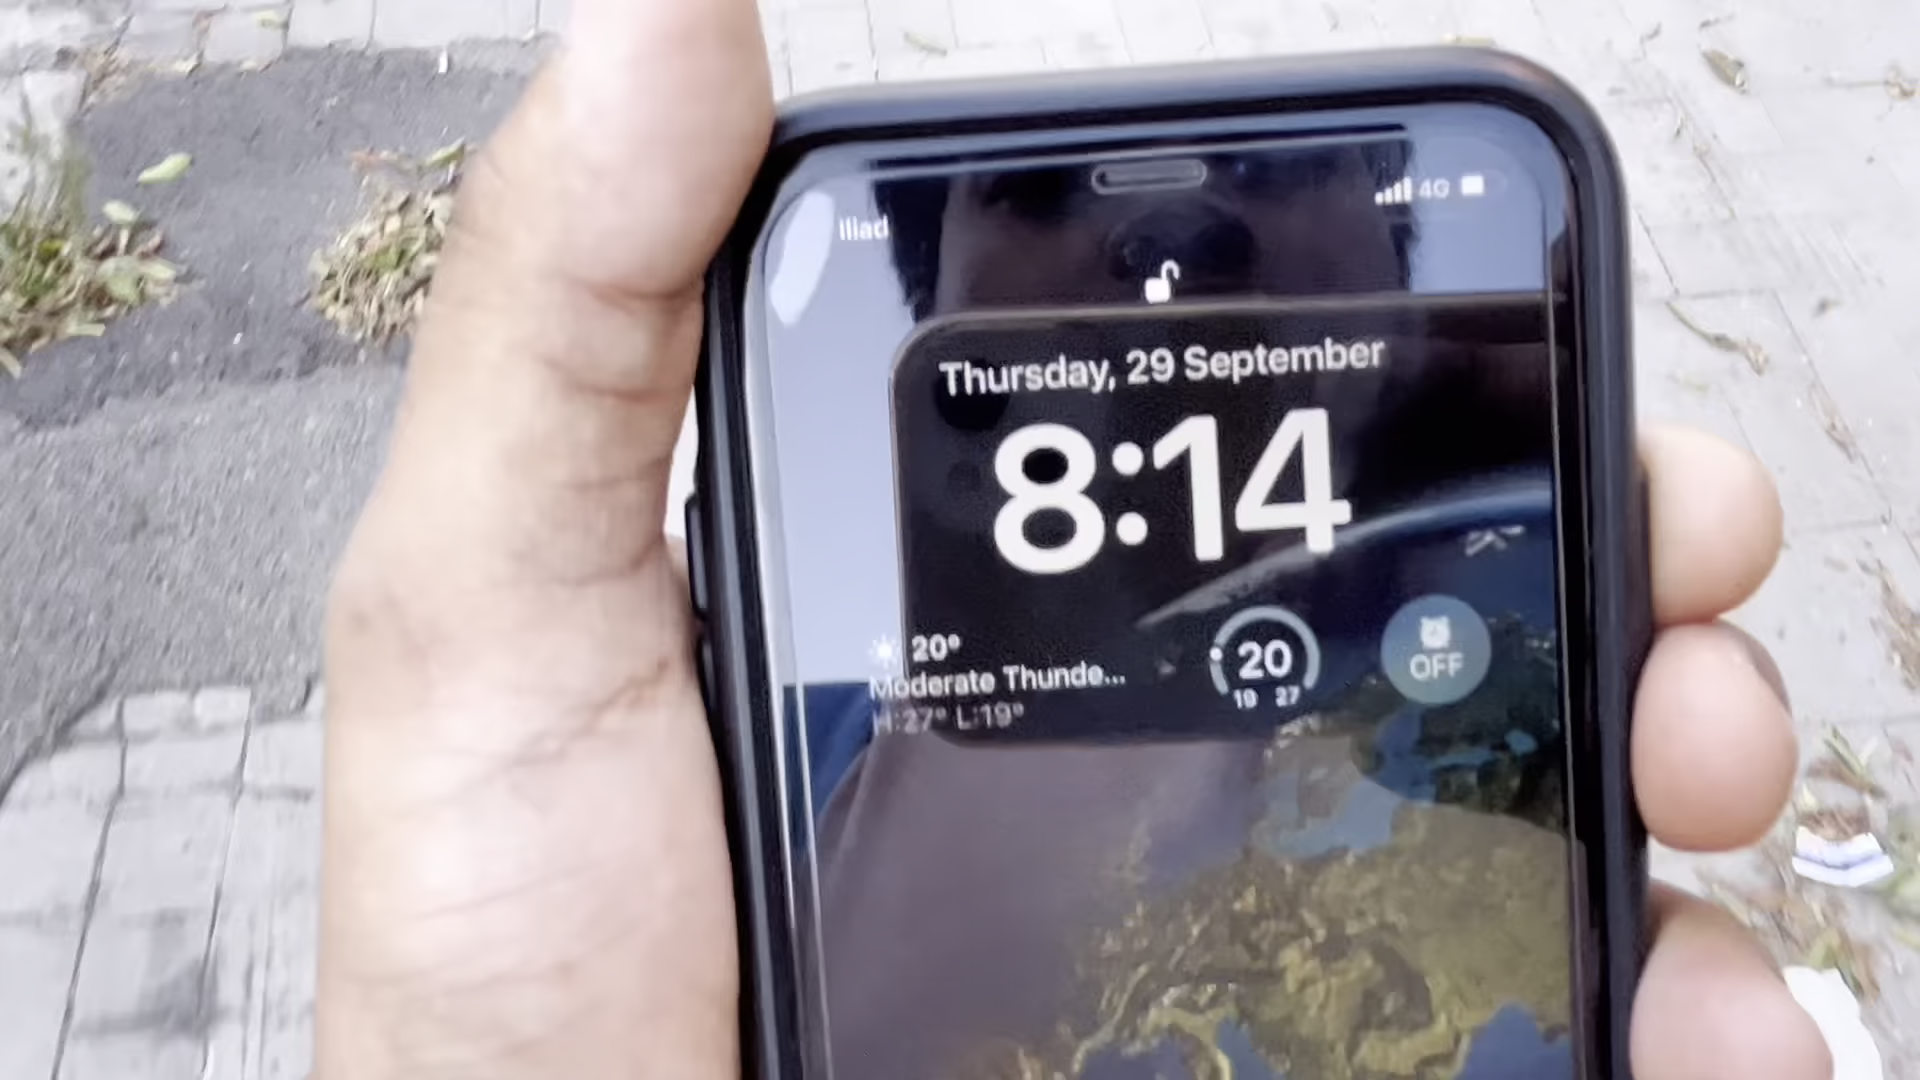 Iliad
4G
Thursday, 29 September
8:14
20°
Moderate Thunde...
H:27° L:19°
20
19 27
OFF